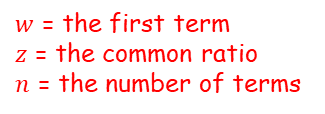 w = the first term
z = the common ratio
n = the number of terms